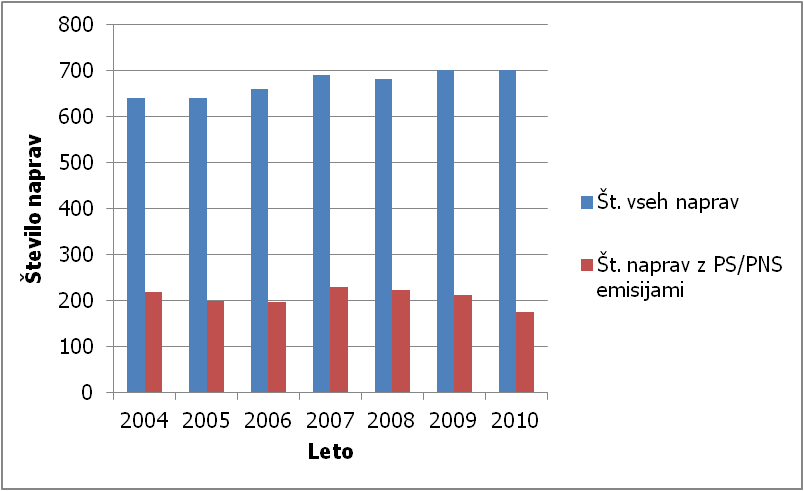 800
700
600
500
400
300
200
100
0
Število naprav
2004 2005 2006 2007 2008 2009 2010
Leto
Št. vseh naprav
Št. naprav z PS/PNS
emisijami